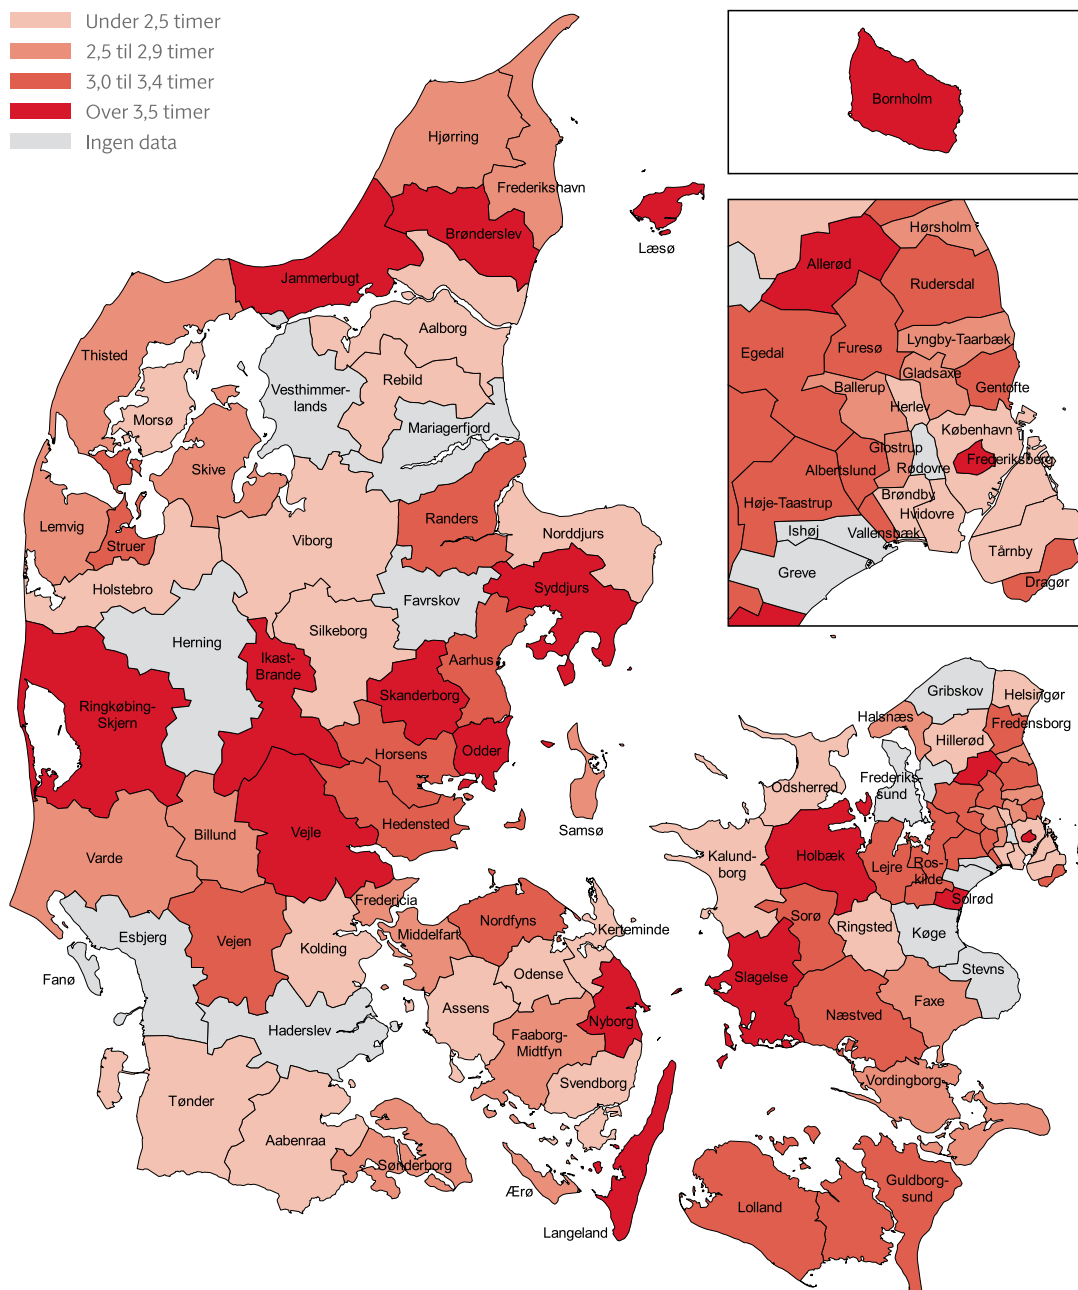 Under 2,5 timer
2,5 til 2,9 timer
3,0 til 3,4 timer
Over 3,5 timer
Ingen data
Bornholm
Hjørring
Frederikshavn
Brønderslev
Læsø
Jammerbugt
Aalborg
Thisted
Rebild
Vesthimmer-
lands
Morsø
Mariagerfjord
Skive
Lemvig
Struer
Randers
Viborg
Norddjurs
Holstebro
Favrskov
Syddjurs
Herning
Silkeborg
Ikast-
Brande
Aarhus
Skanderborg
Ringkøbing-
Skjern
Horsens
Odder
Hedensted
Samsø
Billund
Vejle
Varde
Fredericia
Esbjerg
Vejen
Kolding
Fanø
Haderslev
Tønder
Aabenraa
Sønderborg
Middelfart
Nordfyns
Kerteminde
Odense
Assens
Nyborg
Faaborg-
Midtfyn
Svendborg
Ærø
Langeland
Hørsholm
Allerød
Rudersdal
Egedal
Furesø
Lyngby-Taarbæk
Gladsaxe
Ballerup
Gentofte
Herlev
København
Glostrup
Frederiksberg
Albertslund
Rødovre
Brøndby
Høje-Taastrup
Hvidovre
Ishøj
Vallensbæk
Tårnby
Greve
Dragør
Gribskov
Helsingør
Halsnæs
Fredensborg
Hillerød
Frederiks-
sund
Odsherred
Kalund-
borg
Holbæk
Lejre
Ros-
kilde
Solrød
Sorø
Ringsted
Køge
Stevns
Slagelse
Næstved
Faxe
Vordingborg
Guldborg-
sund
Lolland